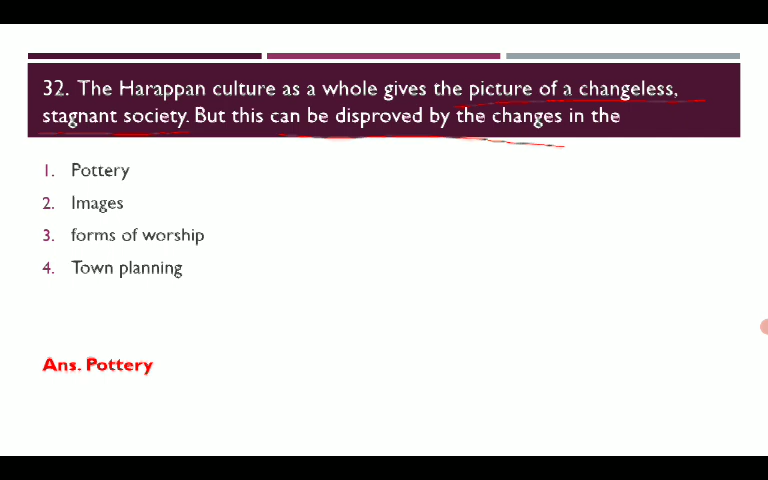 32. The Harappan culture as a whole gives the picture of a changeless,
stagnant society. But this can be disproved by the changes in the
1. Pottery
2. Images
3. forms of worship
4. Town planning
Ans. Pottery